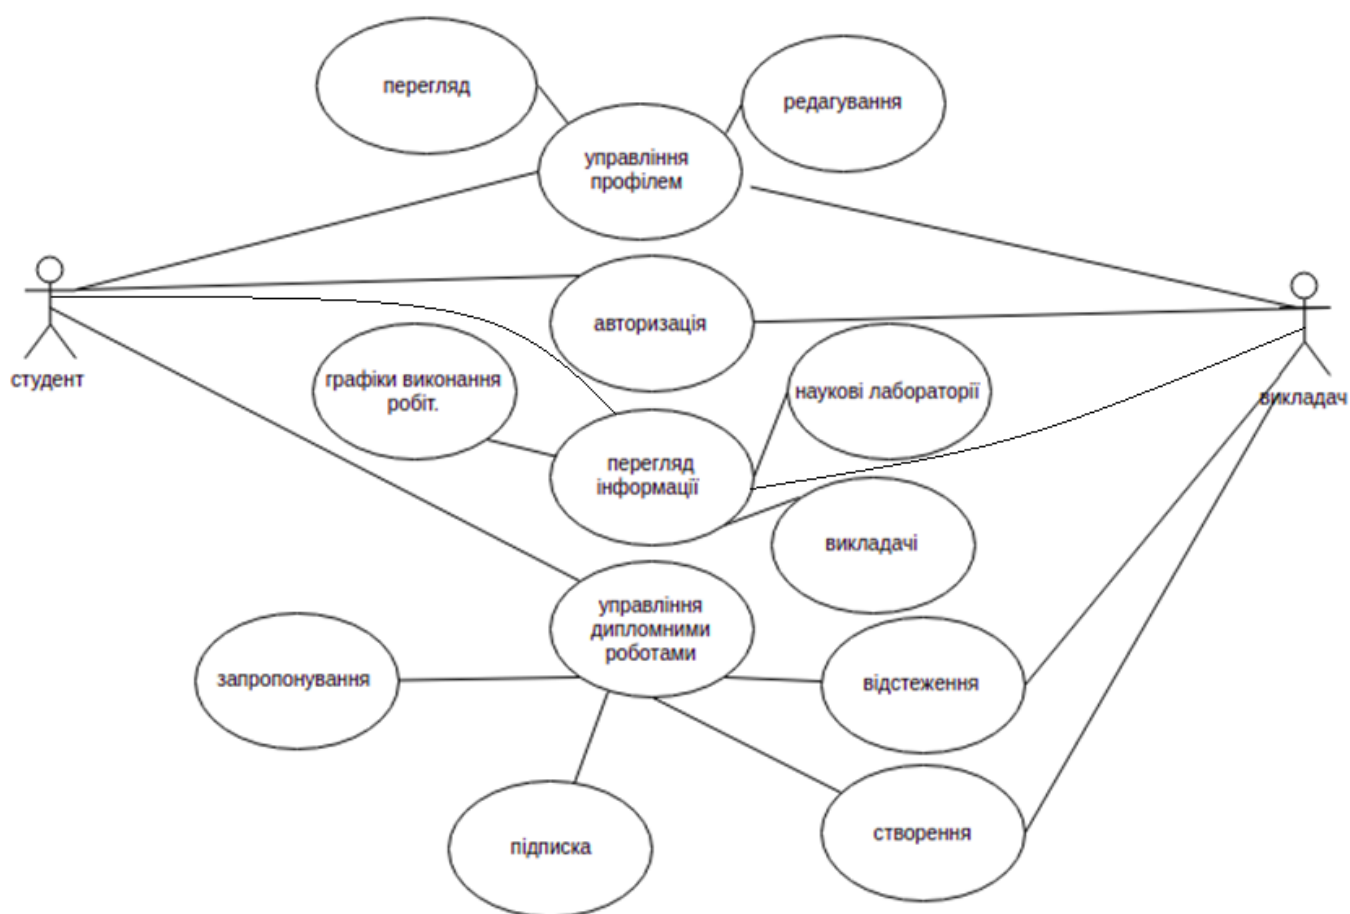 перегляд
редагування
управління
профілем
авторизація
студент
графіки виконання
робіт.
наукові лабораторії
викладач
перегляд
інформації
викладачі
управління
дипломними
роботами
запропонування
відстеження
створення
підписка